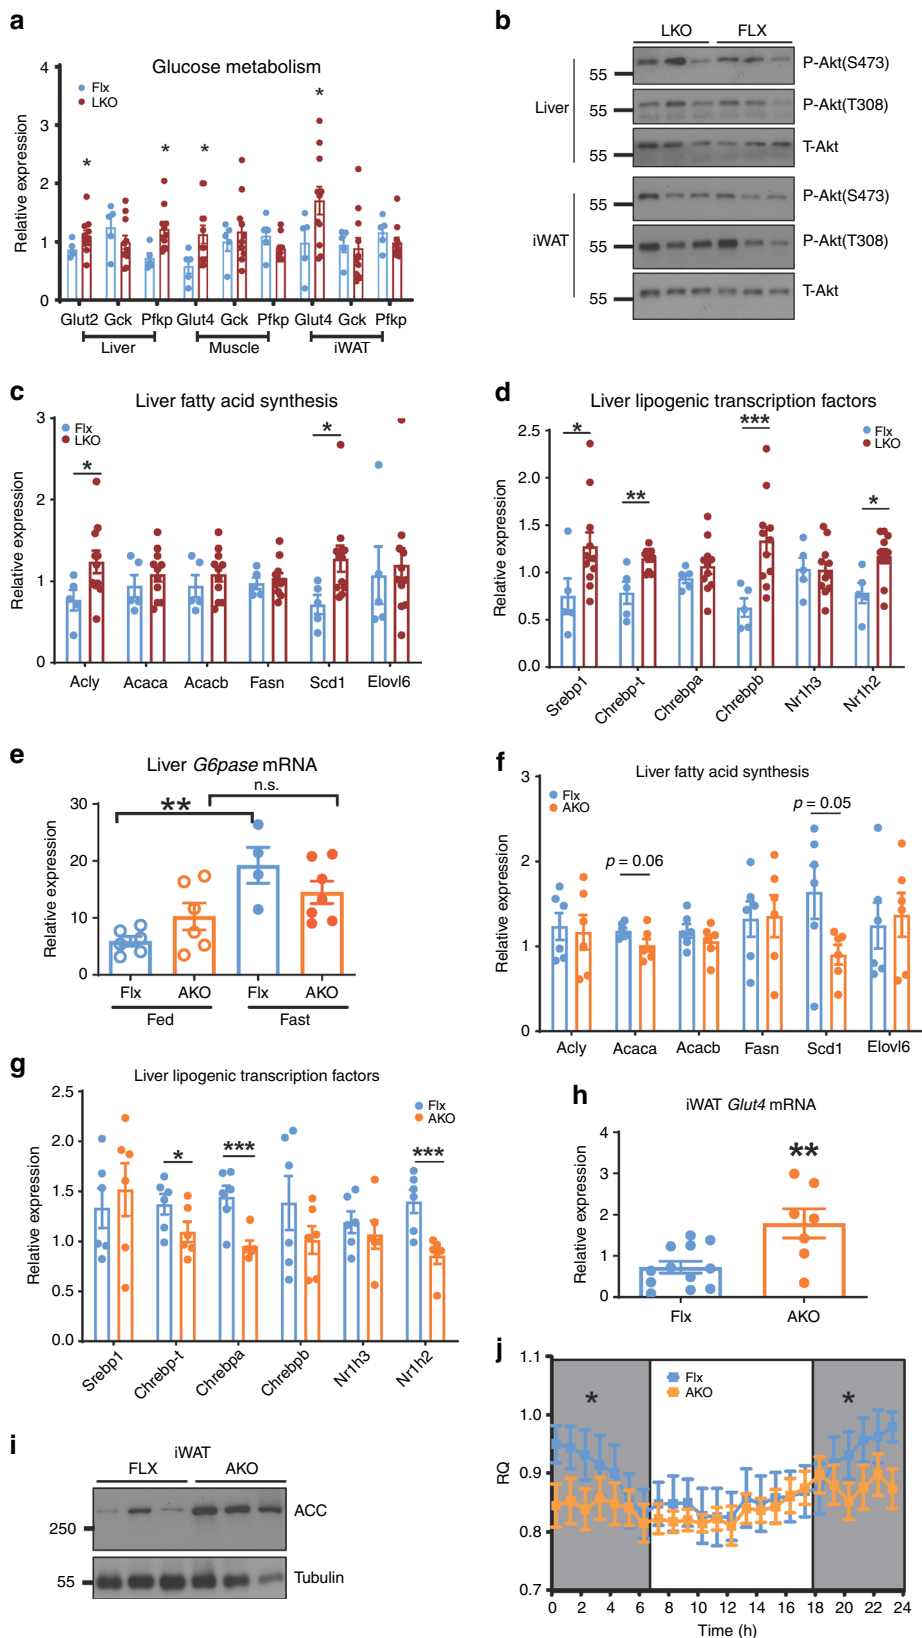 a
Glucose metabolism
Flx
LKO
Relative expression
4
3
2
1
0
* * * *
Glut2 Gck Pfkp Glut4 Gck Pfkp Glut4 Gck Pfkp
Liver Muscle iWAT
b
LKO FLX
Liver
55 P-Akt(S473)
55 P-Akt(T308)
55 T-Akt
iWAT
55 P-Akt(S473)
55 P-Akt(T308)
55 T-Akt
c
Liver fatty acid synthesis
Flx
LKO
Relative expression
3
2
1
0
* *
Acly Acaca Acacb Fasn Scd1 Elovl6
d
Liver lipogenic transcription factors
Flx
LKO
Relative expression
2.5
2.0
1.5
1.0
0.5
0.0
* ** *** *
Srebp1 Chrebp-t Chrebpa Chrebpb Nr1h3 Nr1h2
e
Liver G6pase mRNA
n.s.
**
Relative expression
30
20
10
0
Flx AKO Flx AKO
Fed Fast
f
Liver fatty acid synthesis
Flx
AKO
p = 0.05
p = 0.06
Relative expression
3
2
1
0
Acly Acaca Acacb Fasn Scd1 Elovl6
g
Liver lipogenic transcription factors
Flx
AKO
Relative expression
2.5
2.0
1.5
1.0
0.5
0.0
* *** ***
Srebp1 Chrebp-t Chrebpa Chrebpb Nr1h3 Nr1h2
h
iWAT Glut4 mRNA
**
Relative expression
4
3
2
1
0
Flx AKO
i
iWAT
FLX AKO
250 ACC
55 Tubulin
j
Flx
AKO
* *
RQ
1.1
1.0
0.9
0.8
0.7
0 2 4 6 8 10 12 14 16 18 20 22 24
Time (h)